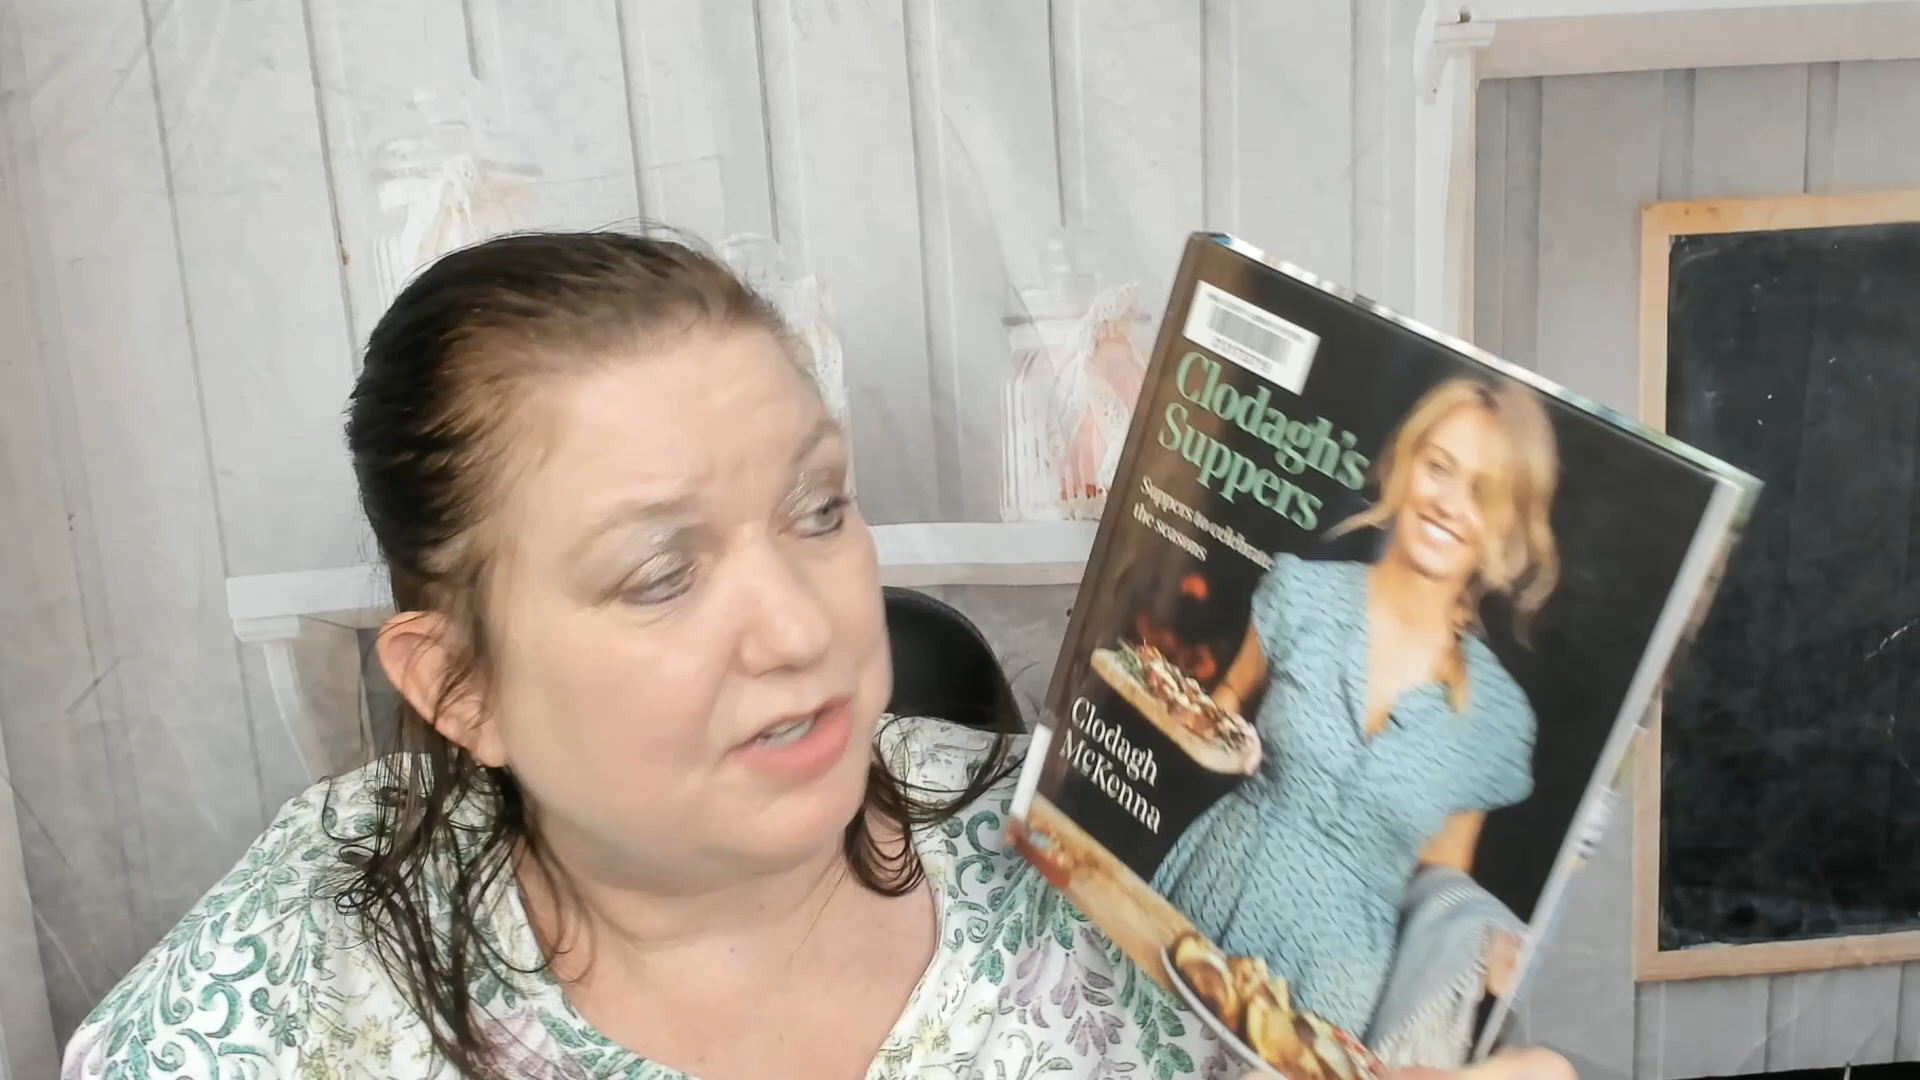 Clodagh's
Suppers
Suppers to celebrate
the seasons
Clodagh
McKenna